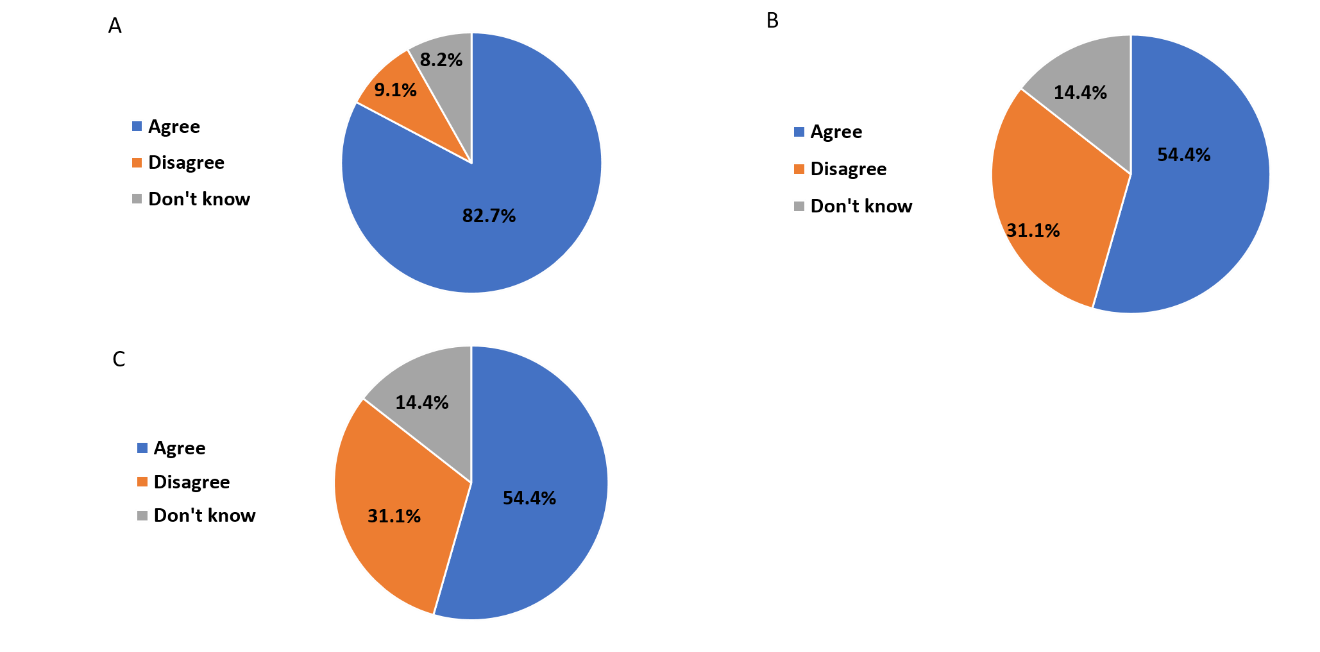 A
Agree
Disagree
Don't know
8.2%
9.1%
82.7%
B
Agree
Disagree
Don't know
14.4%
54.4%
31.1%
C
Agree
Disagree
Don't know
14.4%
54.4%
31.1%